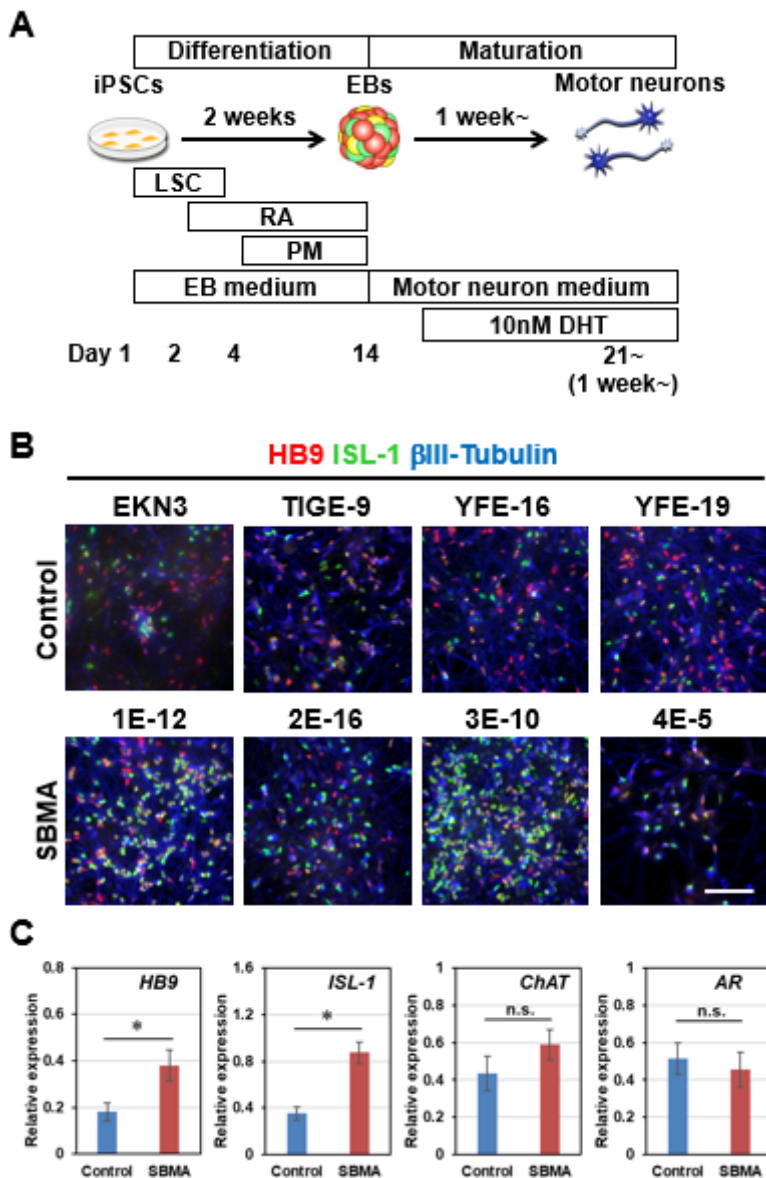 A
Differentiation Maturation
iPSCs EBs Motor neurons
2 weeks 1 week~
LSC
RA
PM
EB medium Motor neuron medium
10nM DHT
Day 1 2 4 14 21~
(1 week~)
B
HB9 ISL-1 βIII-Tubulin
EKN3 TIGE-9 YFE-16 YFE-19
Control
1E-12 2E-16 3E-10 4E-5
SBMA
C
Relative expression
0.8
0.6
0.4
0.2
0
HB9
*
Control SBMA
Relative expression
1.6
1.2
0.8
0.4
0
ISL-1
*
Control SBMA
Relative expression
1
0.8
0.6
0.4
0.2
0
ChAT
n.s.
Control SBMA
Relative expression
1
0.8
0.6
0.4
0.2
0
AR
n.s.
Control SBMA